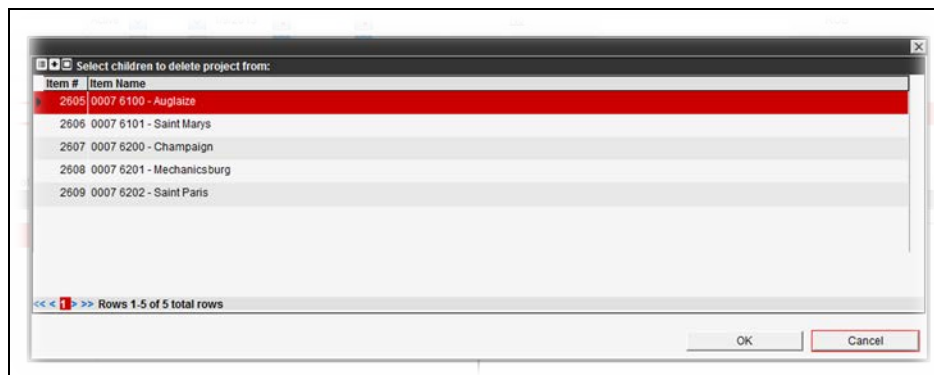 Select children to delete project from:
Item # Item Name
2605 0007 6100 - Auglaize
2606 0007 6101 - Saint Marys
2607 0007 6200 - Champaign
2608 0007 6201 - Mechanicsburg
2609 0007 6202 - Saint Paris
<< < 1 > >> Rows 1-5 of 5 total rows
OK Cancel